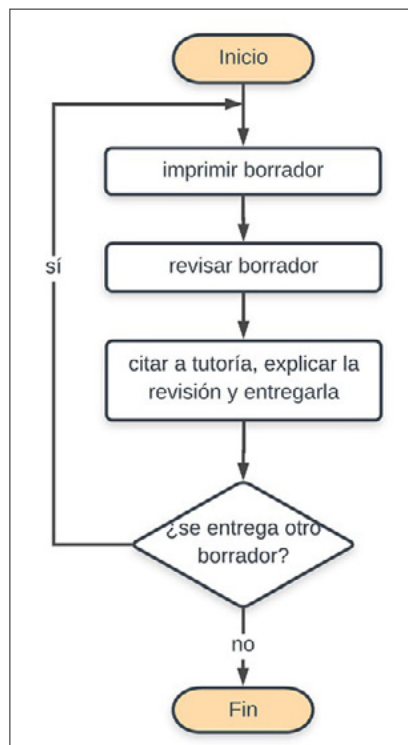 Inicio
imprimir borrador
revisar borrador
sí
citar a tutoría, explicar la
revisión y entregarla
¿se entrega otro
borrador?
no
Fin